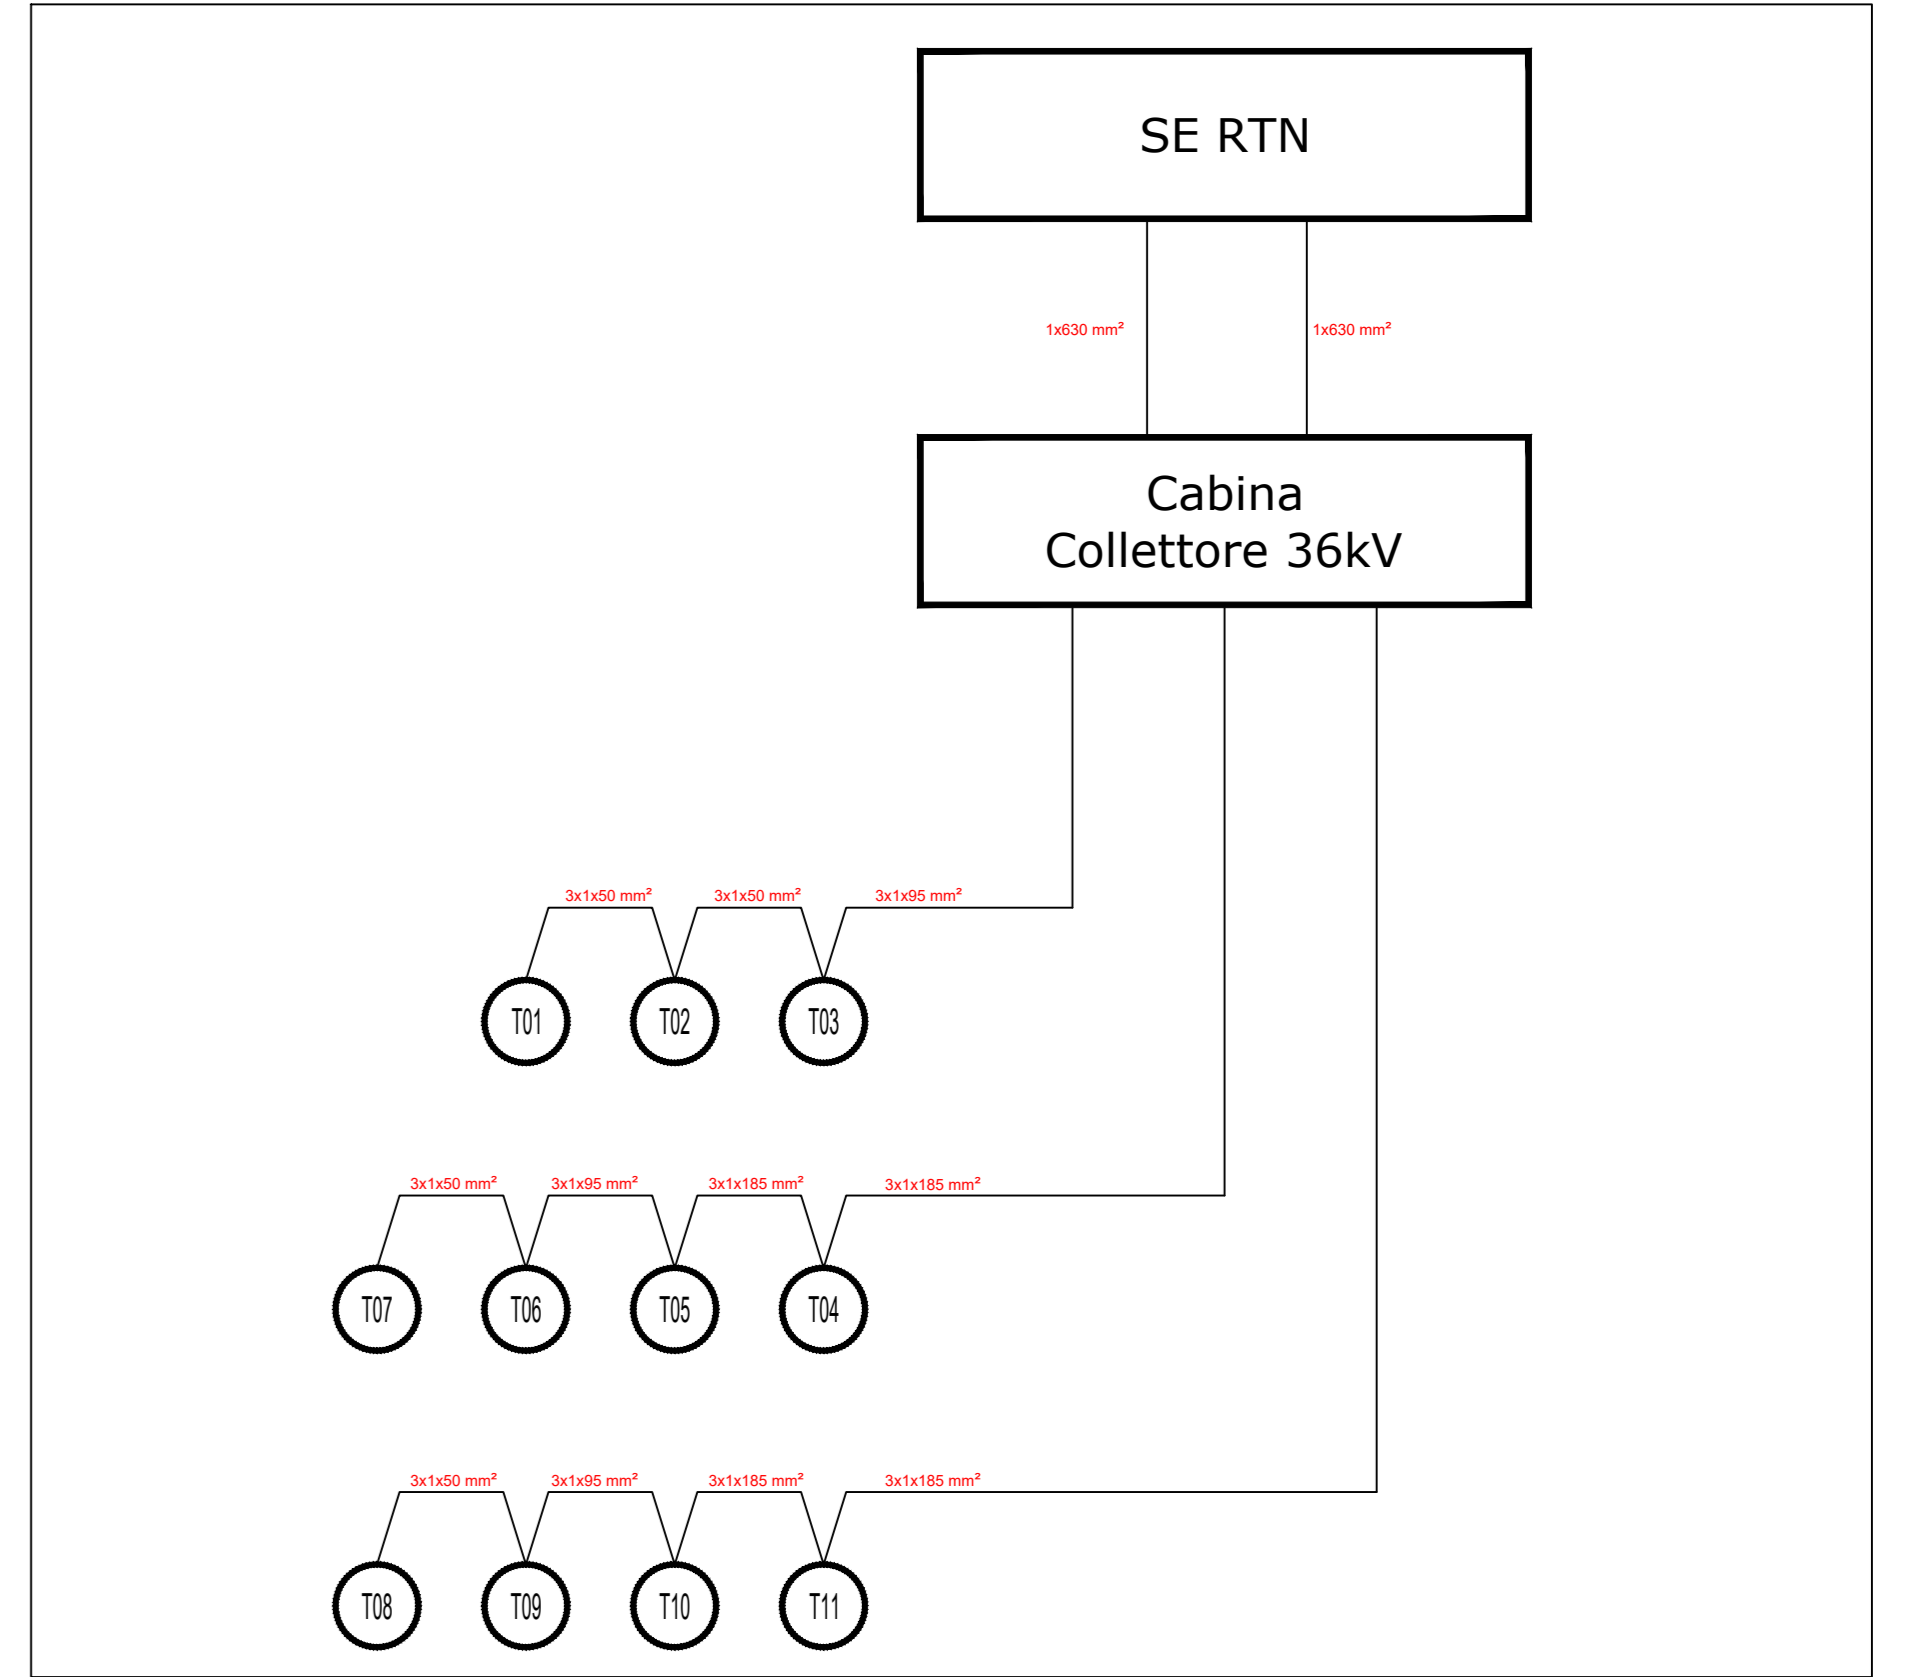 SE RTN
1x630 mm²
1x630 mm²
Cabina
Collettore 36kV
3x1x50 mm²
3x1x50 mm²
3x1x95 mm²
T01
T02
T03
3x1x50 mm²
3x1x95 mm²
3x1x185 mm²
3x1x185 mm²
T07
T06
T05
T04
3x1x50 mm²
3x1x95 mm²
3x1x185 mm²
3x1x185 mm²
T08
T09
T10
T11